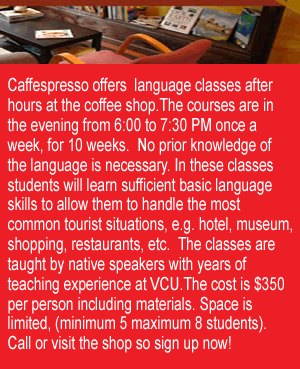 Caffespresso offers  language classes after
hours at the coffee shop.The courses are in
the evening from 6:00 to 7:30 PM once a
week, for 10 weeks.  No prior knowledge of
the language is necessary. In these classes
students will learn sufficient basic language
skills to allow them to handle the most
common tourist situations, e.g. hotel, museum,
shopping, restaurants, etc.  The classes are
taught by native speakers with years of
teaching experience at VCU.The cost is $350
per person including materials. Space is
limited, (minimum 5 maximum 8 students).
Call or visit the shop so sign up now!